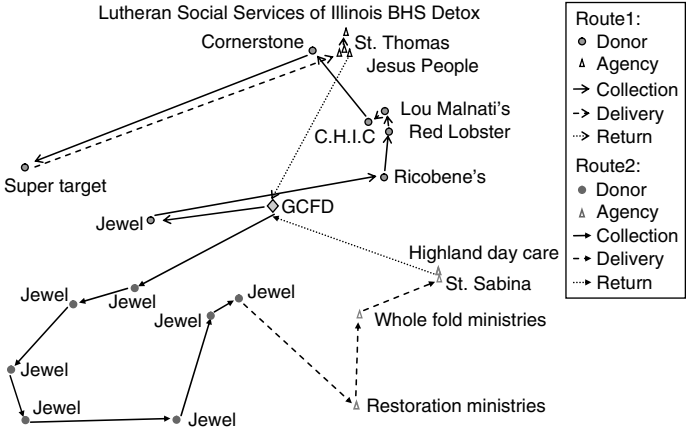 Lutheran Social Services of Illinois BHS Detox
Cornerstone
St. Thomas
Jesus People
Lou Malnati's
C.H.I.C
Red Lobster
Super target
Ricobene's
GCFD
Jewel
Highland day care
St. Sabina
Jewel
Jewel
Jewel
Jewel
Whole fold ministries
Jewel
Jewel
Jewel
Restoration ministries
Route1:
Donor
Agency
Collection
Delivery
Return
Route2:
Donor
Agency
Collection
Delivery
Return